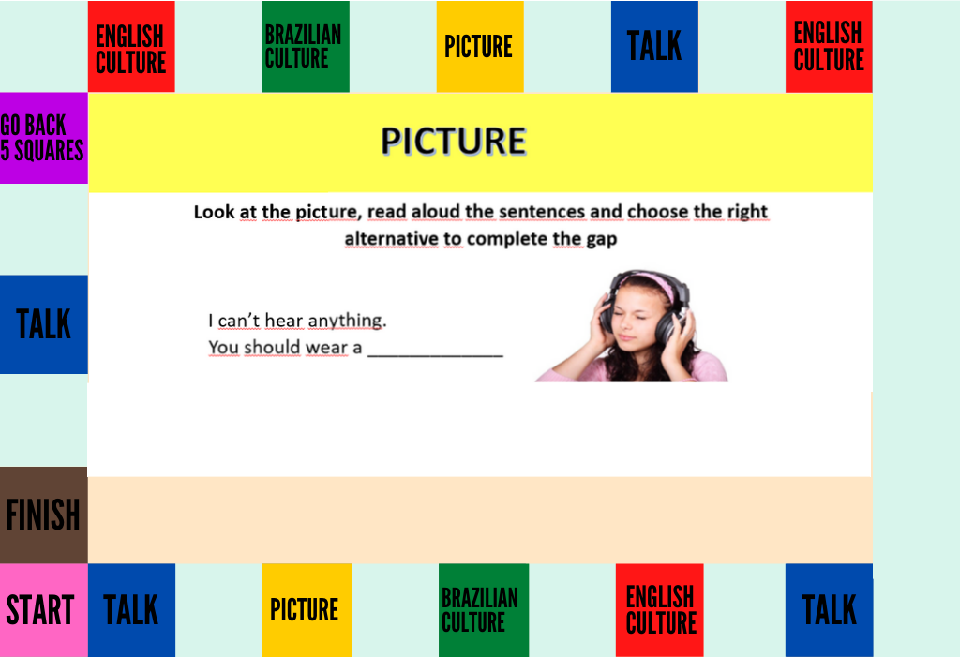 ENGLISH
CULTURE
BRAZILIAN
CULTURE
PICTURE
TALK
ENGLISH
CULTURE
GO BACK
5 SQUARES
PICTURE
Look at the picture, read aloud the sentences and choose the right
alternative to complete the gap
I can't hear anything.
You should wear a ______________
TALK
FINISH
START
TALK
PICTURE
BRAZILIAN
CULTURE
ENGLISH
CULTURE
TALK